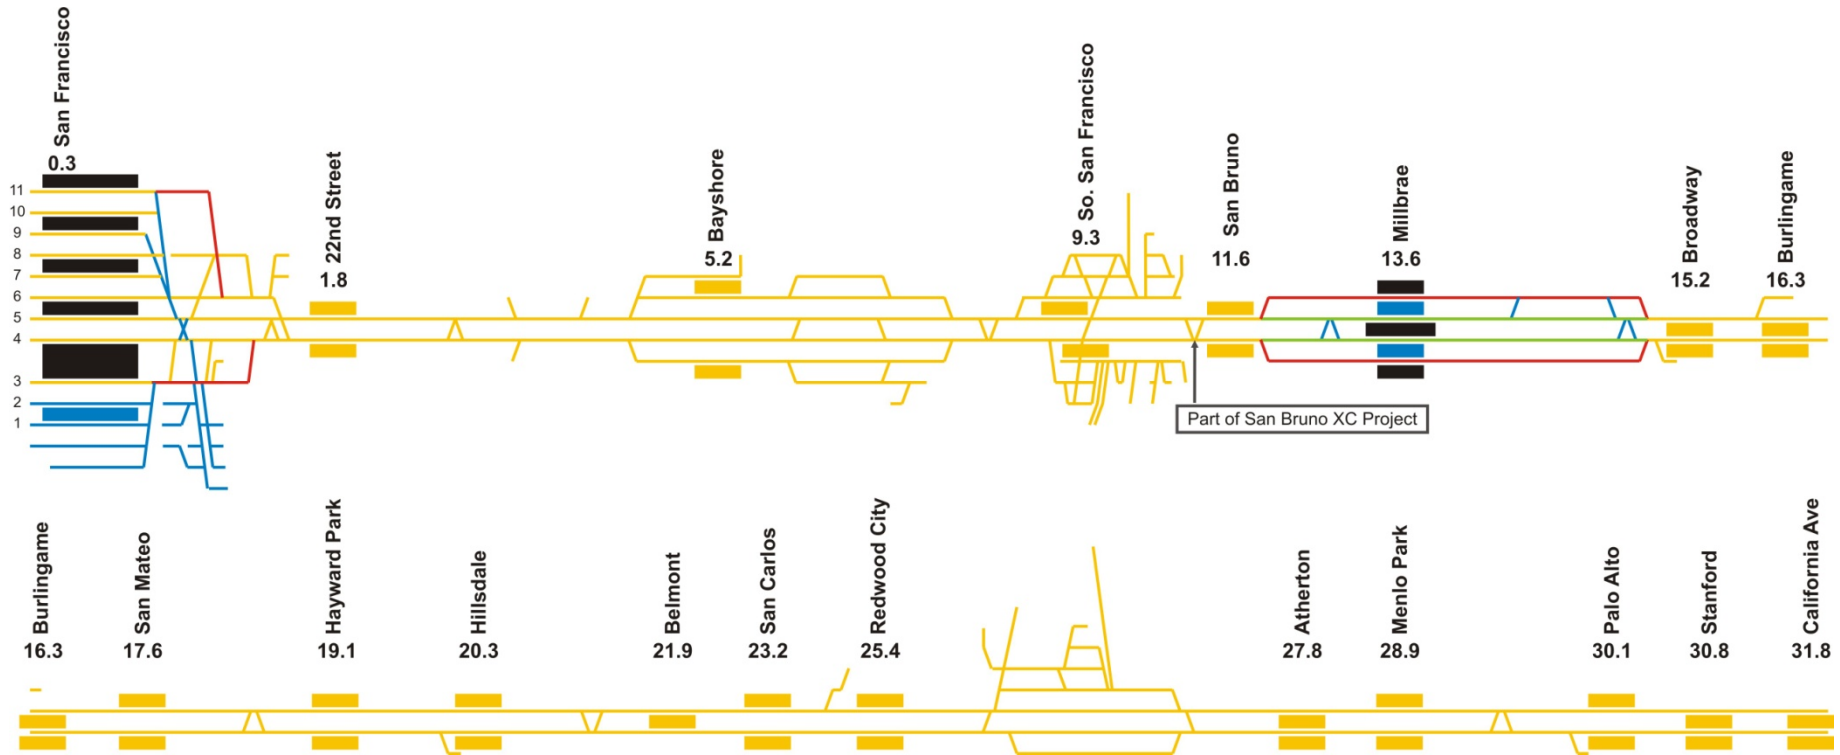 San Francisco
0.3
11
10
9
8
7
6
5
4
3
2
1
22nd Street
1.8
Bayshore
5.2
So. San Francisco
9.3
San Bruno
11.6
Millbrae
13.6
Broadway
15.2
Burlingame
16.3
Part of San Bruno XC Project
Burlingame
16.3
San Mateo
17.6
Hayward Park
19.1
Hillsdale
20.3
Belmont
21.9
San Carlos
23.2
Redwood City
25.4
Atherton
27.8
Menlo Park
28.9
Palo Alto
30.1
Stanford
30.8
California Ave
31.8